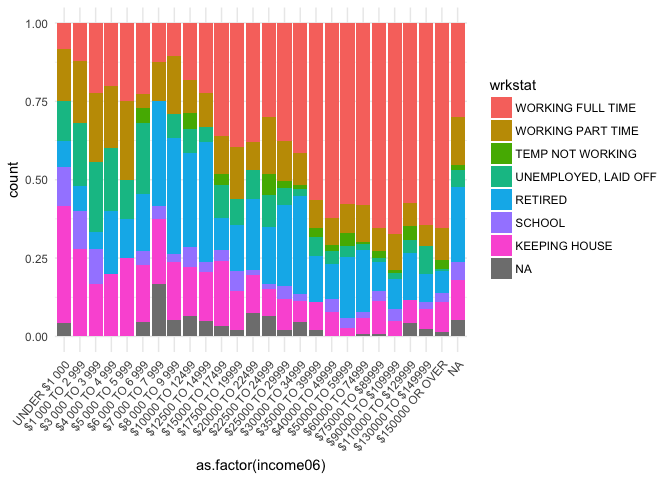 1.00
0.75
0.50
0.25
0.00
count
UNDER $1 000
$1 000 TO 2 999
$3 000 TO 3 999
$4 000 TO 4 999
$5 000 TO 5 999
$6 000 TO 6 999
$7 000 TO 7 999
$8 000 TO 9 999
$10000 TO 12499
$12500 TO 14999
$15000 TO 17499
$17500 TO 19999
$20000 TO 22499
$22500 TO 24999
$25000 TO 29999
$30000 TO 34999
$35000 TO 39999
$40000 TO 49999
$50000 TO 59999
$60000 TO 74999
$75000 TO $89999
$90000 TO $109999
$110000 TO $129999
$130000 TO $149999
$150000 OR OVER
NA
as.factor(income06)
wrkstat
WORKING FULL TIME
WORKING PART TIME
TEMP NOT WORKING
UNEMPLOYED, LAID OFF
RETIRED
SCHOOL
KEEPING HOUSE
NA